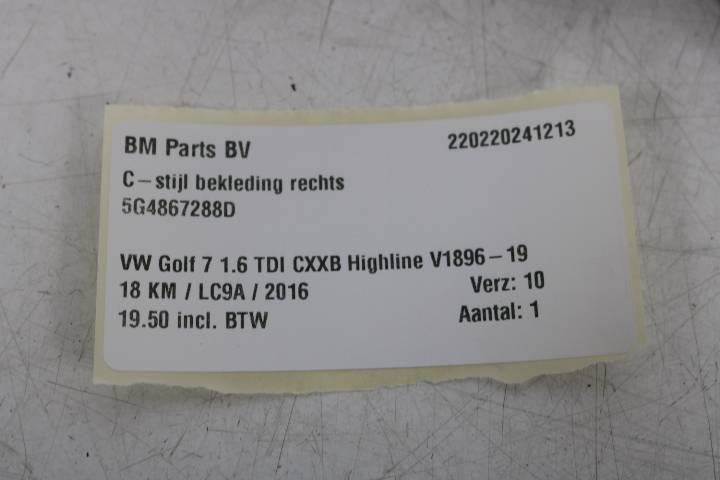 BM Parts BV 220220241213
C-stijl bekleding rechts
5G4867288D
VW Golf 7 1.6 TDI CXXB Highline V1896-19
18 KM / LC9A / 2016 Verz: 10
19.50 incl. BTW Aantal: 1